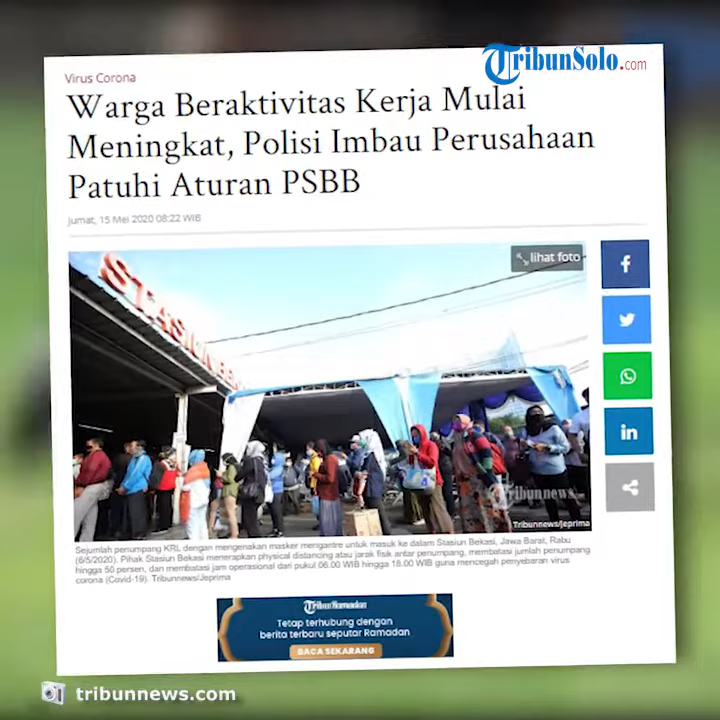 TribunSolo.com
Virus Corona
Warga Beraktivitas Kerja Mulai
Meningkat, Polisi Imbau Perusahaan
Patuhi Aturan PSBB
Jumat, 15 Mei 2020 08:22 WIB
lihat foto
STASIUN BE
Tribunnews
Tribunnews/Jeprima
Sejumlah penumpang KRL dengan mengenakan masker mengantre untuk masuk ke dalam Stasiun Bekasi, Jawa Barat, Rabu
(6/5/2020). Pihak Stasiun Bekasi menerapkan physical distancing atau jarak fisik antar penumpang, membatasi jumlah penumpang
hingga 50 persen, dan membatasi jam operasional dari pukul 06.00 WIB hingga 18.00 WIB guna mencegah penyebaran virus
corona (Covid-19). Tribunnews/Jeprima
Tribun Ramadan
Tetap terhubung dengan
berita terbaru seputar Ramadan
BACA SEKARANG
tribunnews.com